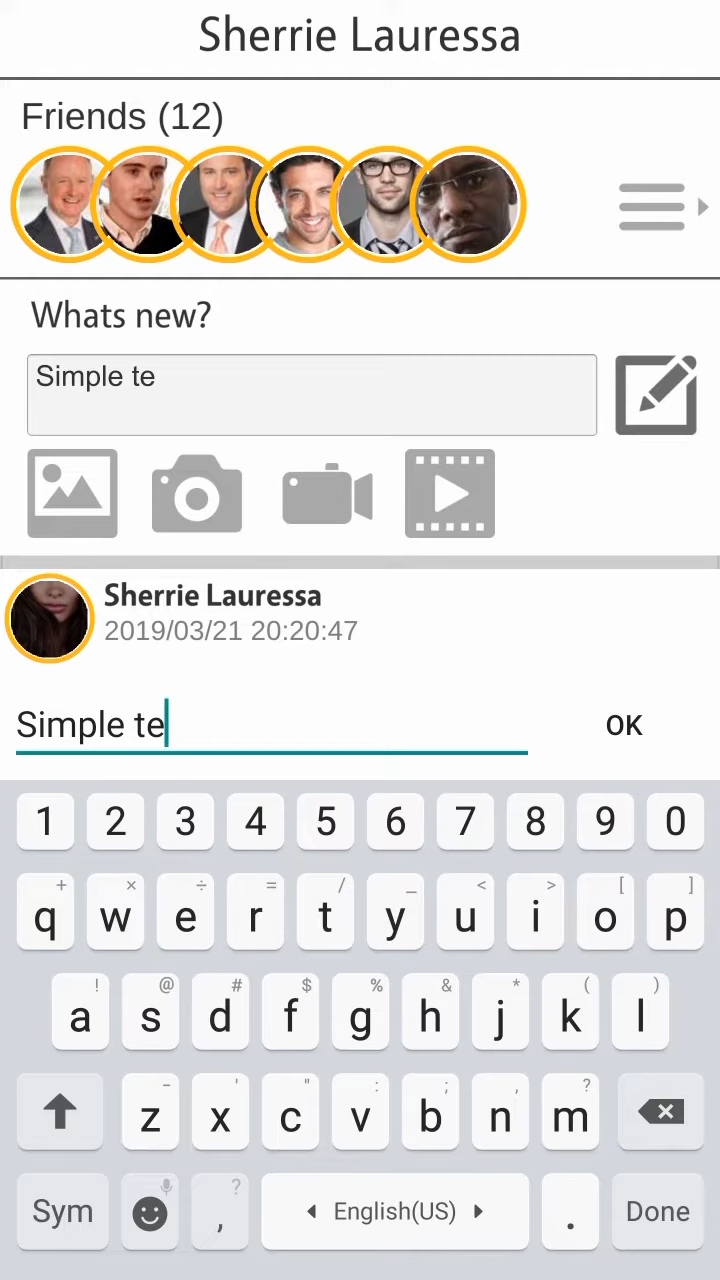 Sherrie Lauressa
Friends (12)
Whats new?
Simple te
Sherrie Lauressa
2019/03/21 20:20:47
Simple te OK
1 2 3 4 5 6 7 8 9 0
+ × ÷ = / _ < > [ ]
q w e r t y u i o p
! @ # $ % & * ( )
a s d f g h j k l
- ' " : ; , ?
z x c v b n m
?
Sym , English(US) . Done